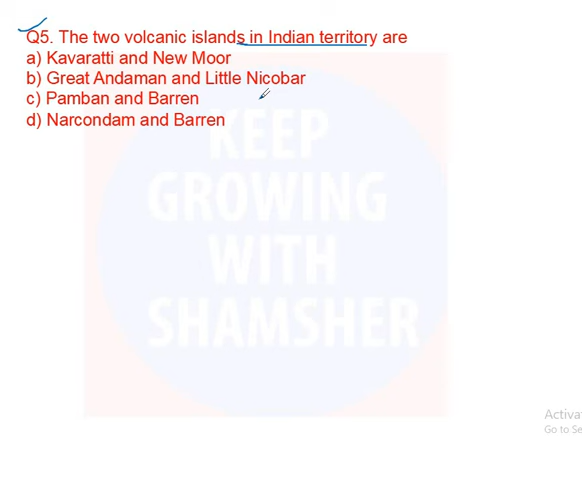 Q5. The two volcanic islands in Indian territory are
a) Kavaratti and New Moor
b) Great Andaman and Little Nicobar
c) Pamban and Barren
d) Narcondam and Barren
KEEP
GROWING
WITH
SHAMSHER
Activa
Go to Se